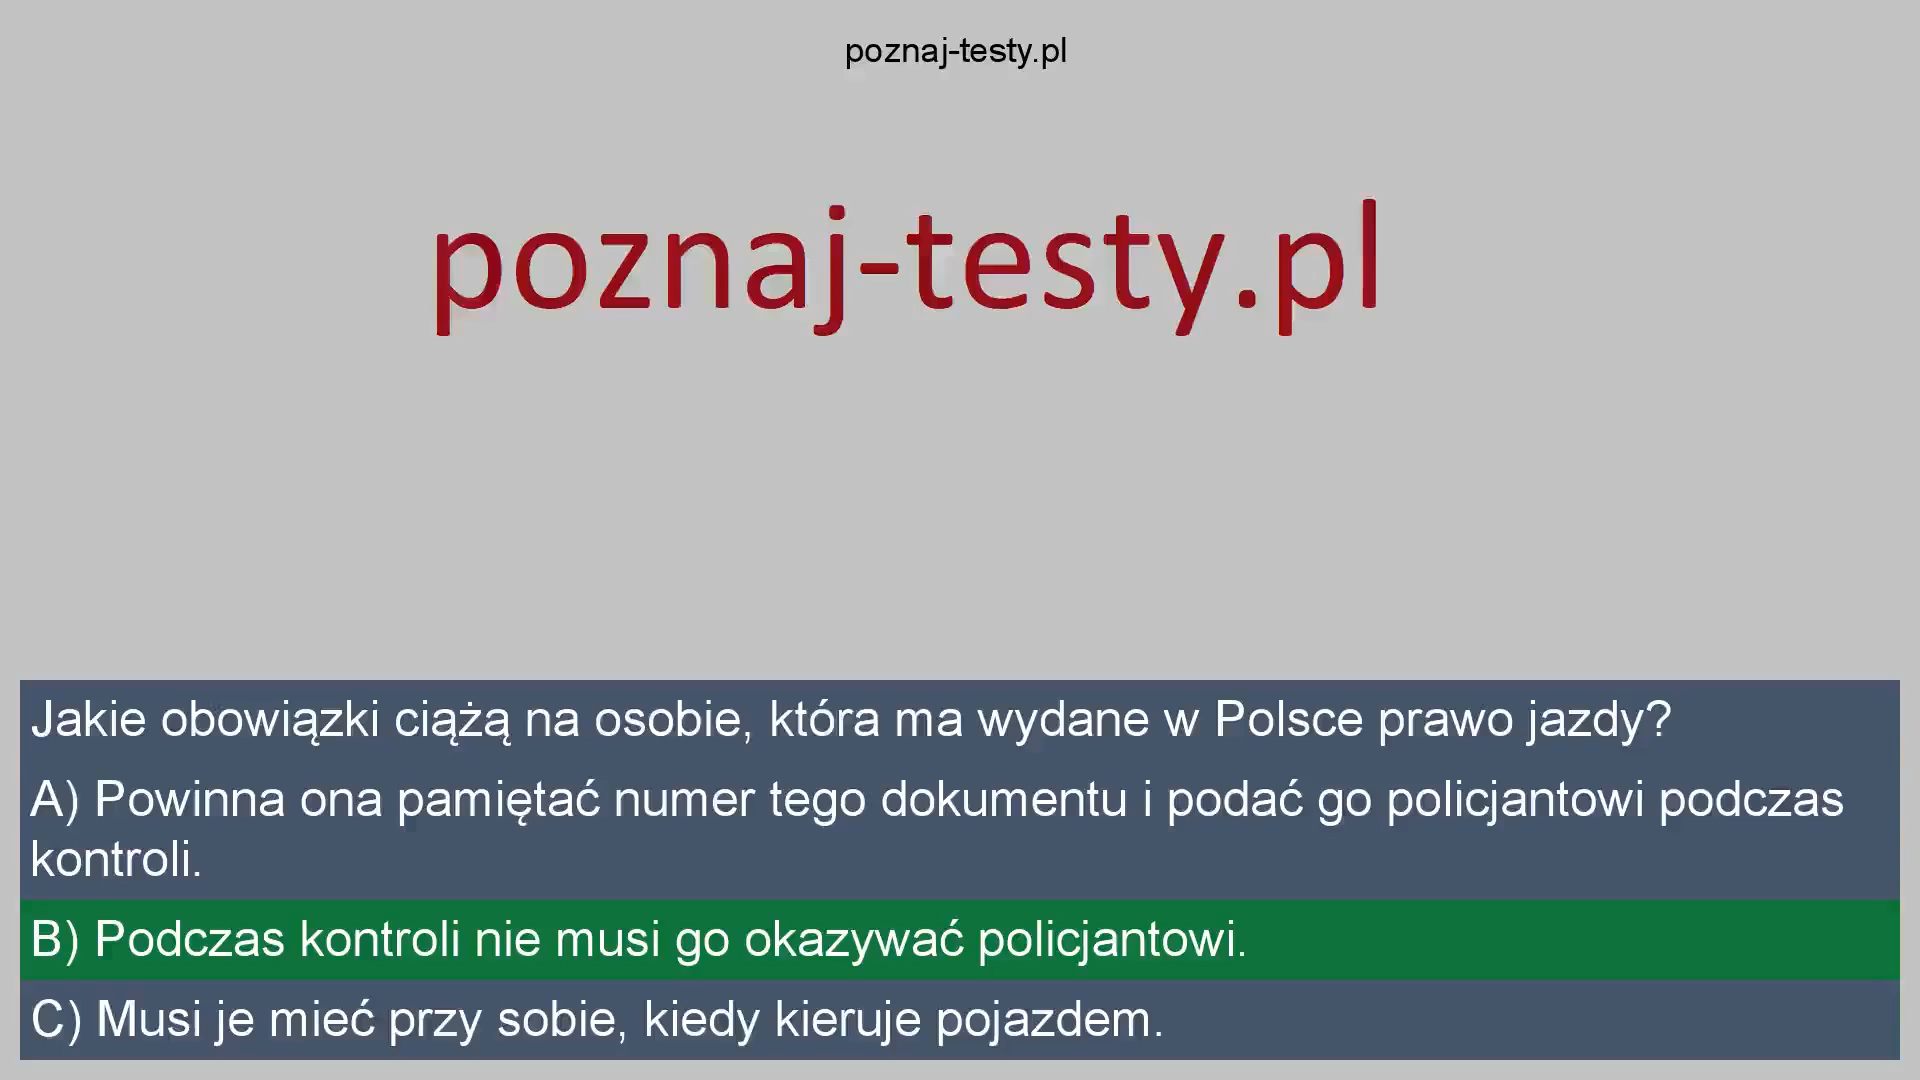 poznaj-testy.pl
poznaj-testy.pl
Jakie obowiązki ciążą na osobie, która ma wydane w Polsce prawo jazdy?
A) Powinna ona pamiętać numer tego dokumentu i podać go policjantowi podczas
kontroli.
B) Podczas kontroli nie musi go okazywać policjantowi.
C) Musi je mieć przy sobie, kiedy kieruje pojazdem.